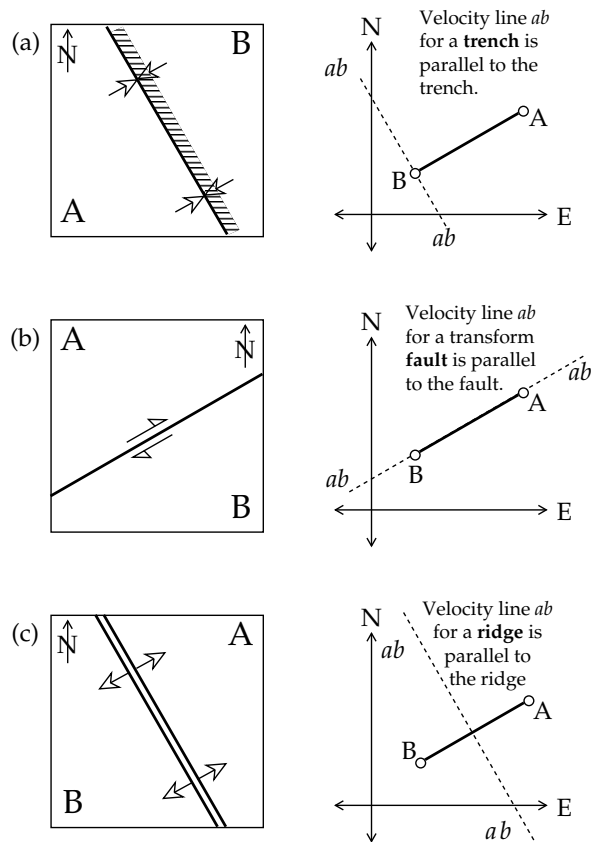 (a)
N
B
A
N
Velocity line ab
for a trench is
parallel to the
trench.
ab
A
B
E
ab
(b)
A
N
B
N
Velocity line ab
for a transform
fault is parallel
to the fault.
ab
A
B
ab
E
(c)
N
A
B
N
Velocity line ab
for a ridge is
parallel to
the ridge
ab
A
B
E
ab